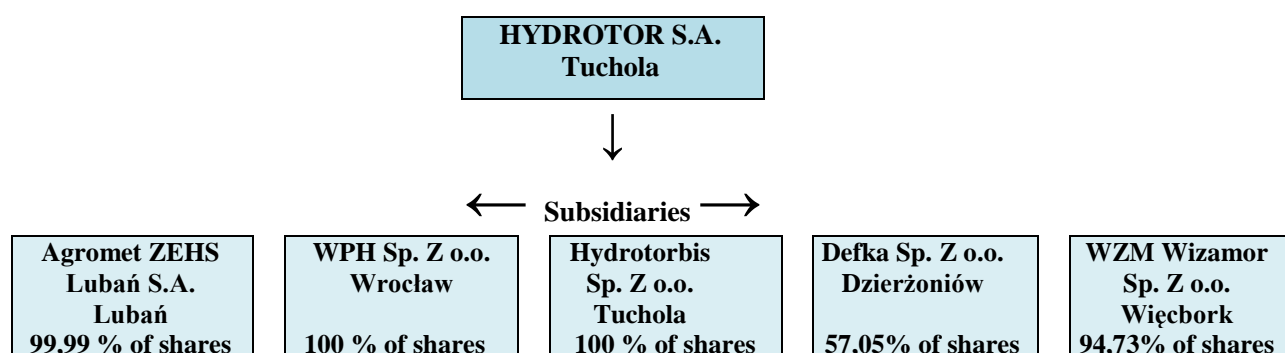 HYDROTOR S.A.
Tuchola
Subsidiaries
Agromet ZEHS
Lubań S.A.
Lubań
99,99 % of shares
WPH Sp. Z o.o.
Wrocław
100 % of shares
Hydrotorbis
Sp. Z o.o.
Tuchola
100 % of shares
Defka Sp. Z o.o.
Dzierżoniów
57,05% of shares
WZM Wizamor
Sp. Z o.o.
Więcbork
94,73% of shares